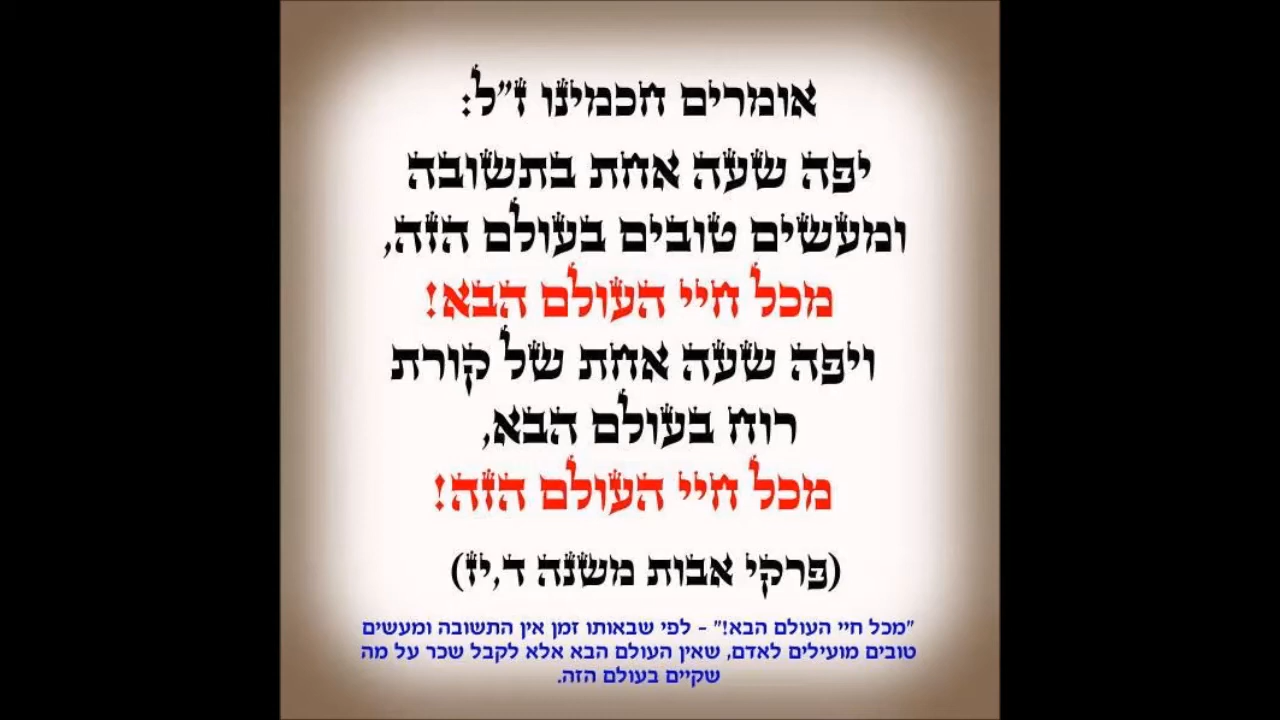 אומרים חכמינו ז"ל:
יפה שעה אחת בתשובה
ומעשים טובים בעולם הזה,
מכל חיי העולם הבא!
ויפה שעה אחת של קורת
רוח בעולם הבא,
מכל חיי העולם הזה!
(פרקי אבות משנה ד,יז)
"מכל חיי העולם הבא!" - לפי שבאותו זמן אין התשובה ומעשים
טובים מועילים לאדם, שאין העולם הבא אלא לקבל שכר על מה
שקיים בעולם הזה.